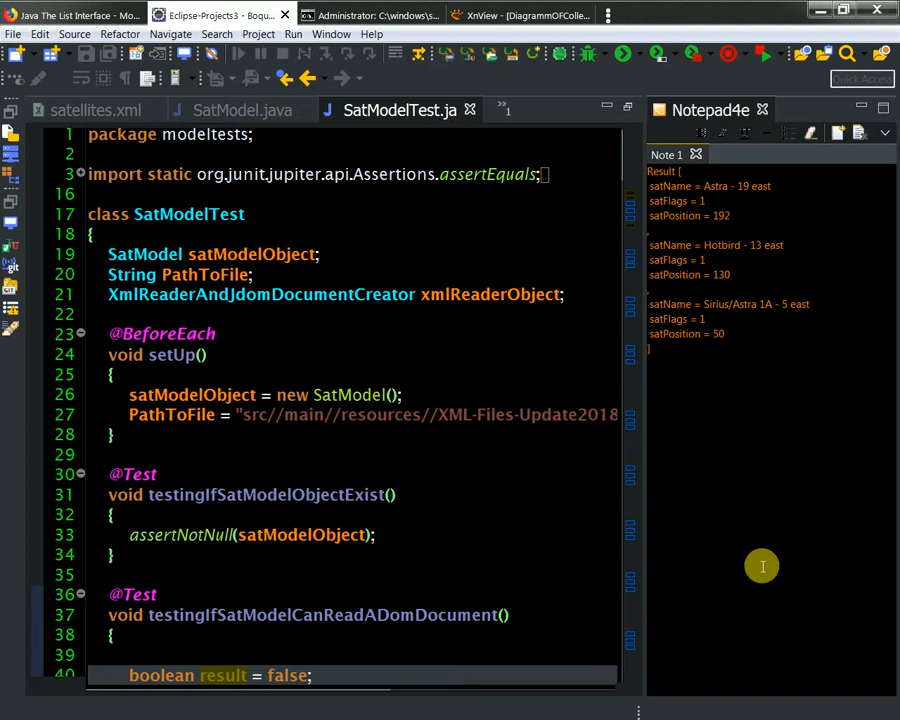 Java The List Interface - Mo...
Eclipse-Projects3 - Boqu...
Administrator: C:\windows\s...
XnView - [DiagrammOfColle...
File Edit Source Refactor Navigate Search Project Run Window Help
Quick Access
satellites.xml
SatModel.java
SatModelTest.ja
»1
Notepad4e
Note 1
1 package modeltests;
2
3 import static org.junit.jupiter.api.Assertions.assertEquals;
16
17 class SatModelTest
18 {
19 SatModel satModelObject;
20 String PathToFile;
21 XmlReaderAndJdomDocumentCreator xmlReaderObject;
22
23 @BeforeEach
24 void setUp()
25 {
26 satModelObject = new SatModel();
27 PathToFile = "src//main//resources//XML-Files-Update2018
28 }
29
30 @Test
31 void testingIfSatModelObjectExist()
32 {
33 assertNotNull(satModelObject);
34 }
35
36 @Test
37 void testingIfSatModelCanReadADomDocument()
38 {
39
40 boolean result = false;
Result [
satName = Astra - 19 east
satFlags = 1
satPosition = 192
,
satName = Hotbird - 13 east
satFlags = 1
satPosition = 130
,
satName = Sirius/Astra 1A - 5 east
satFlags = 1
satPosition = 50
]